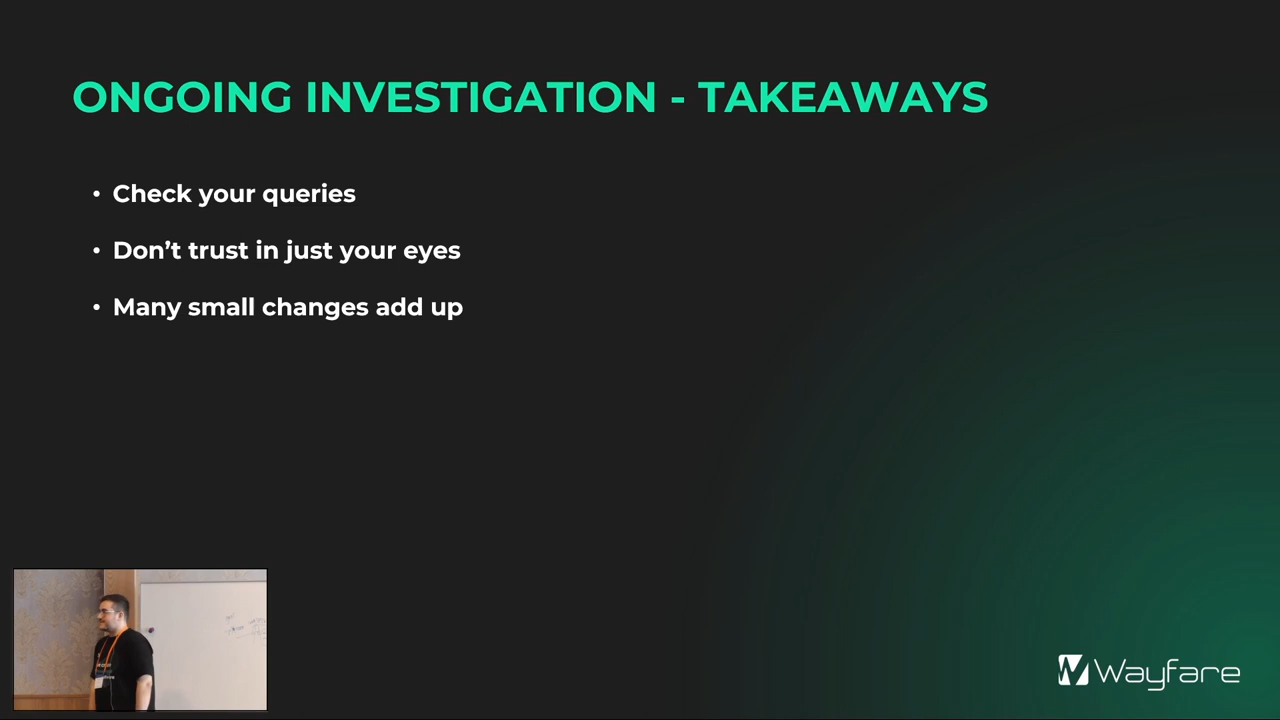 ONGOING INVESTIGATION - TAKEAWAYS
• Check your queries
• Don’t trust in just your eyes
• Many small changes add up
Wayfare